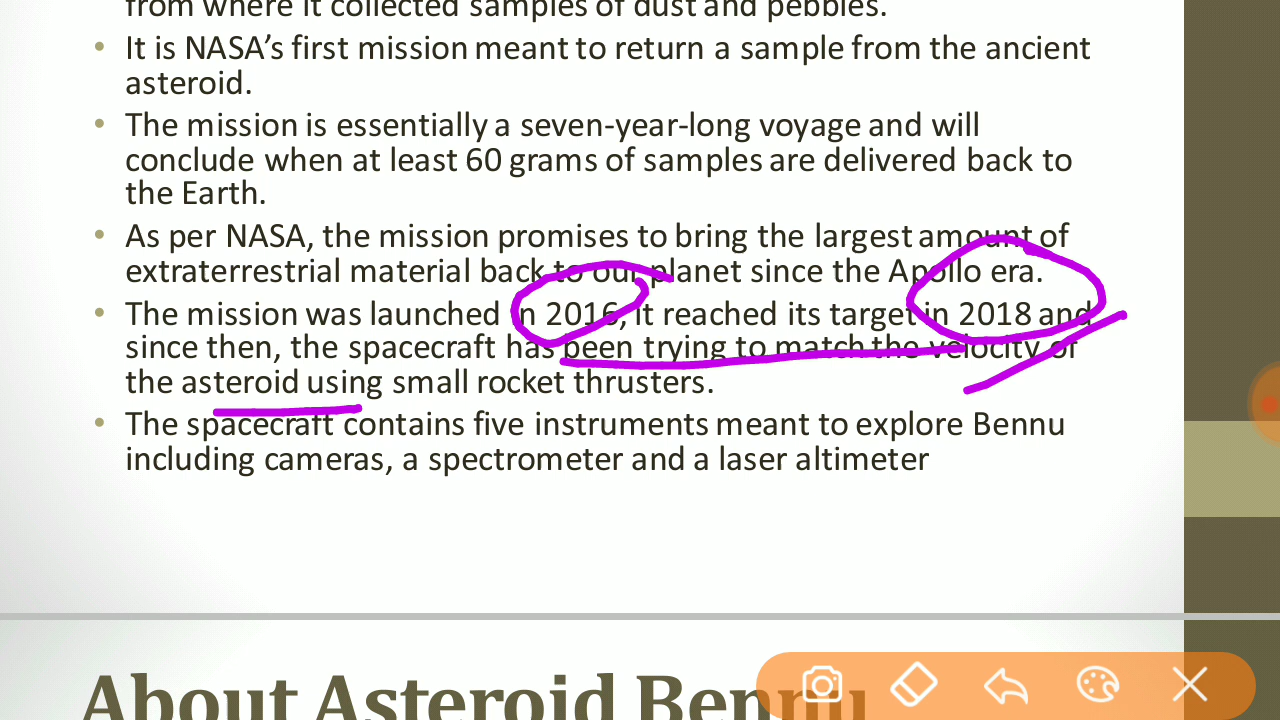 from where it collected samples of dust and pebbles.
• It is NASA’s first mission meant to return a sample from the ancient
asteroid.
• The mission is essentially a seven-year-long voyage and will
conclude when at least 60 grams of samples are delivered back to
the Earth.
• As per NASA, the mission promises to bring the largest amount of
extraterrestrial material back to our planet since the Apollo era.
• The mission was launched in 2016, it reached its target in 2018 and
since then, the spacecraft has been trying to match the velocity of
the asteroid using small rocket thrusters.
• The spacecraft contains five instruments meant to explore Bennu
including cameras, a spectrometer and a laser altimeter
About Asteroid Bennu